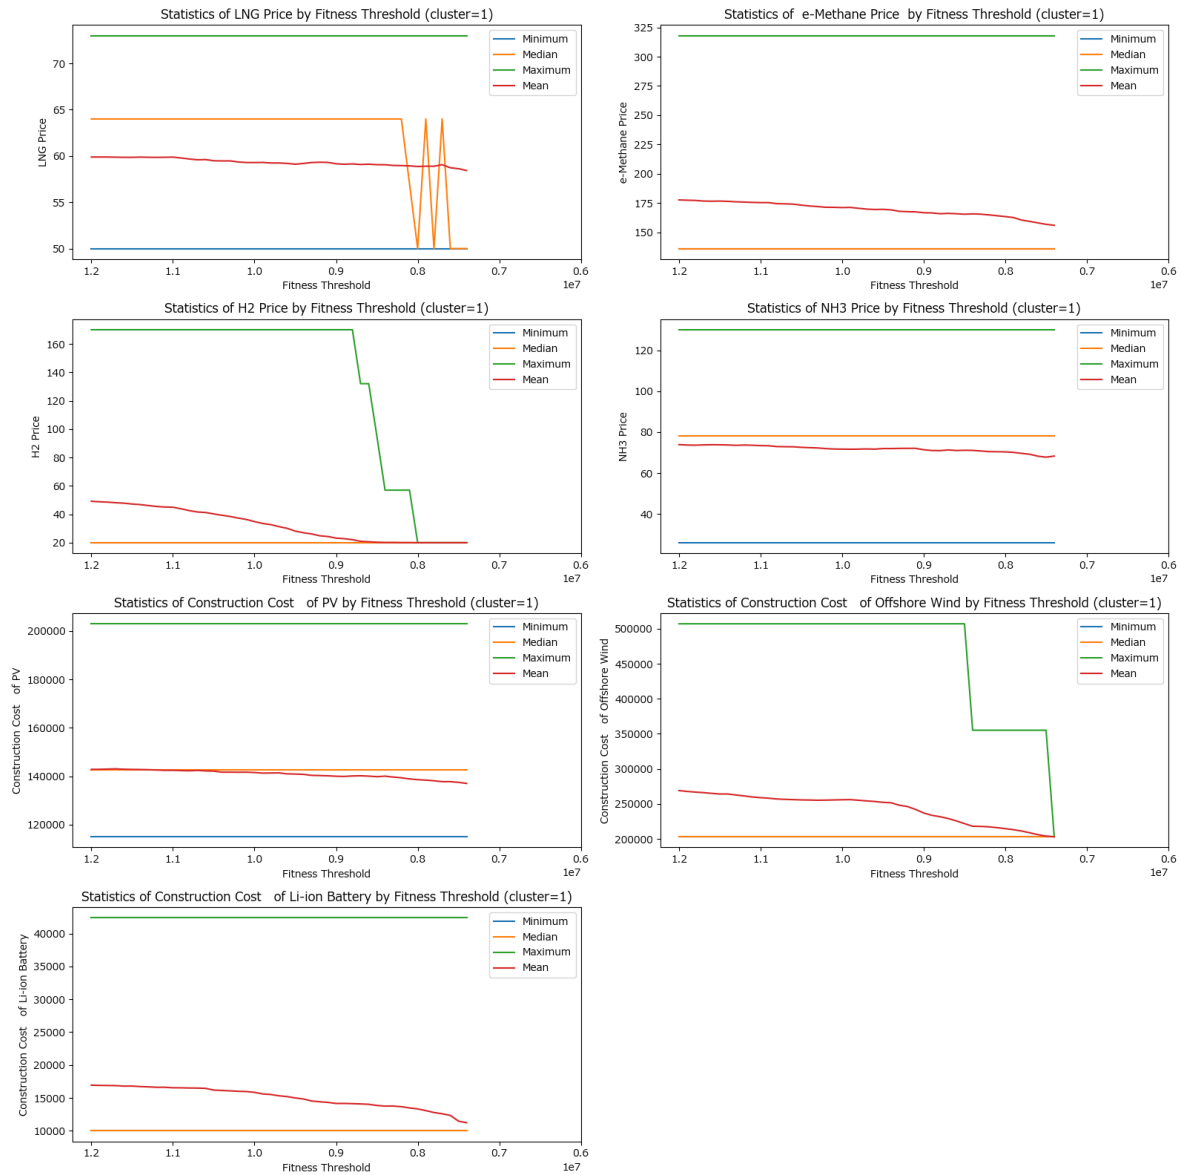 Statistics of LNG Price by Fitness Threshold (cluster=1)
LNG Price
70
65
60
55
50
Minimum
Median
Maximum
Mean
1.2 1.1 1.0 0.9 0.8 0.7 0.6
Fitness Threshold
1e7
Statistics of  e-Methane Price  by Fitness Threshold (cluster=1)
e-Methane Price
325
300
275
250
225
200
175
150
Minimum
Median
Maximum
Mean
1.2 1.1 1.0 0.9 0.8 0.7 0.6
Fitness Threshold
1e7
Statistics of H2 Price by Fitness Threshold (cluster=1)
H2 Price
160
140
120
100
80
60
40
20
Minimum
Median
Maximum
Mean
1.2 1.1 1.0 0.9 0.8 0.7 0.6
Fitness Threshold
1e7
Statistics of NH3 Price by Fitness Threshold (cluster=1)
NH3 Price
120
100
80
60
40
Minimum
Median
Maximum
Mean
1.2 1.1 1.0 0.9 0.8 0.7 0.6
Fitness Threshold
1e7
Statistics of Construction Cost   of PV by Fitness Threshold (cluster=1)
Construction Cost   of PV
200000
180000
160000
140000
120000
Minimum
Median
Maximum
Mean
1.2 1.1 1.0 0.9 0.8 0.7 0.6
Fitness Threshold
1e7
Statistics of Construction Cost   of Offshore Wind by Fitness Threshold (cluster=1)
Construction Cost   of Offshore Wind
500000
450000
400000
350000
300000
250000
200000
Minimum
Median
Maximum
Mean
1.2 1.1 1.0 0.9 0.8 0.7 0.6
Fitness Threshold
1e7
Statistics of Construction Cost   of Li-ion Battery by Fitness Threshold (cluster=1)
Construction Cost   of Li-ion Battery
40000
35000
30000
25000
20000
15000
10000
Minimum
Median
Maximum
Mean
1.2 1.1 1.0 0.9 0.8 0.7 0.6
Fitness Threshold
1e7